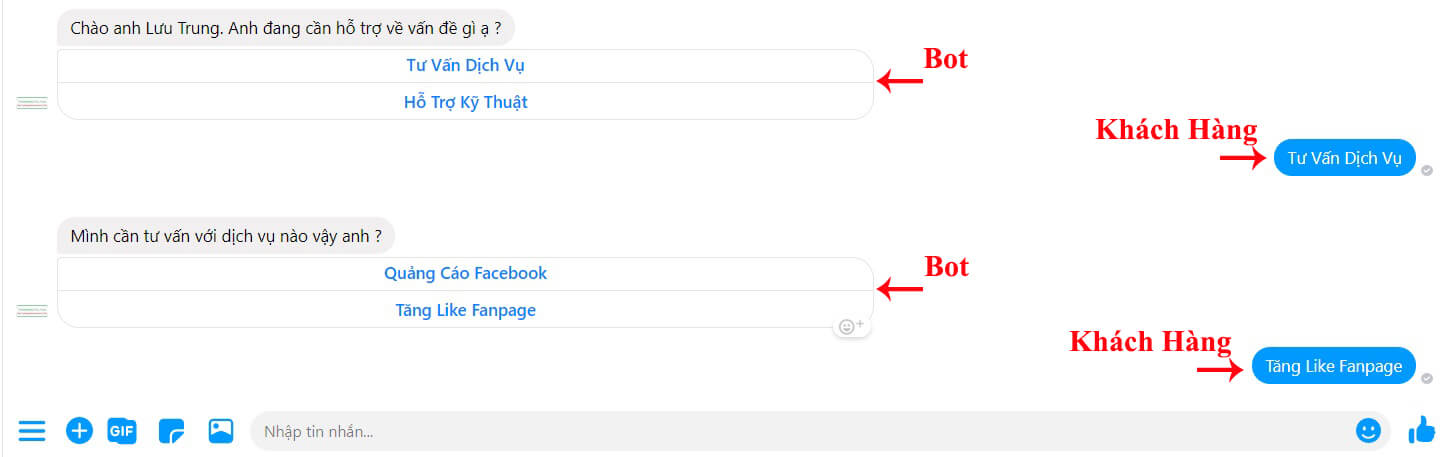 Chào anh Lưu Trung. Anh đang cần hỗ trợ về vấn đề gì ạ ?
Tư Vấn Dịch Vụ
Bot
Hỗ Trợ Kỹ Thuật
Khách Hàng
Tư Vấn Dịch Vụ
Mình cần tư vấn với dịch vụ nào vậy anh ?
Quảng Cáo Facebook
Bot
Tăng Like Fanpage
Khách Hàng
Tăng Like Fanpage
GIF
Nhập tin nhắn...